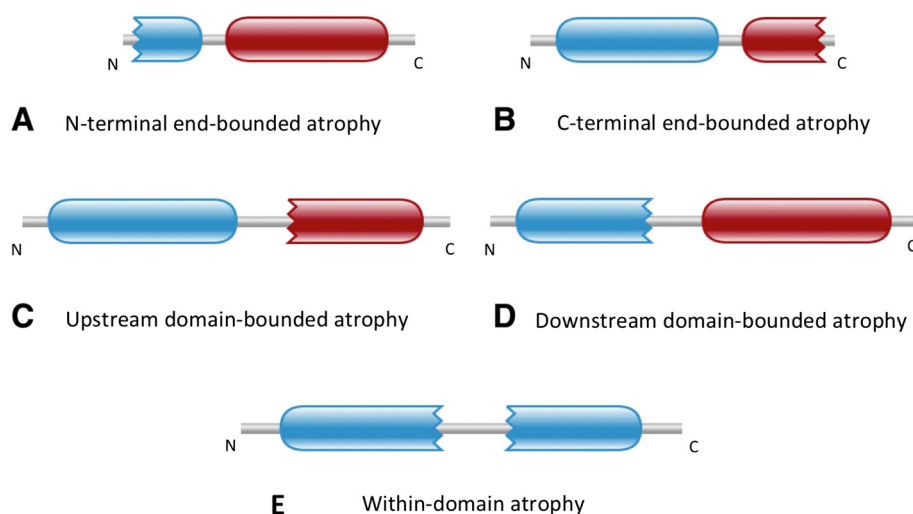 N C
N C
A N-terminal end-bounded atrophy
B C-terminal end-bounded atrophy
N C
N C
C Upstream domain-bounded atrophy
D Downstream domain-bounded atrophy
N C
E Within-domain atrophy